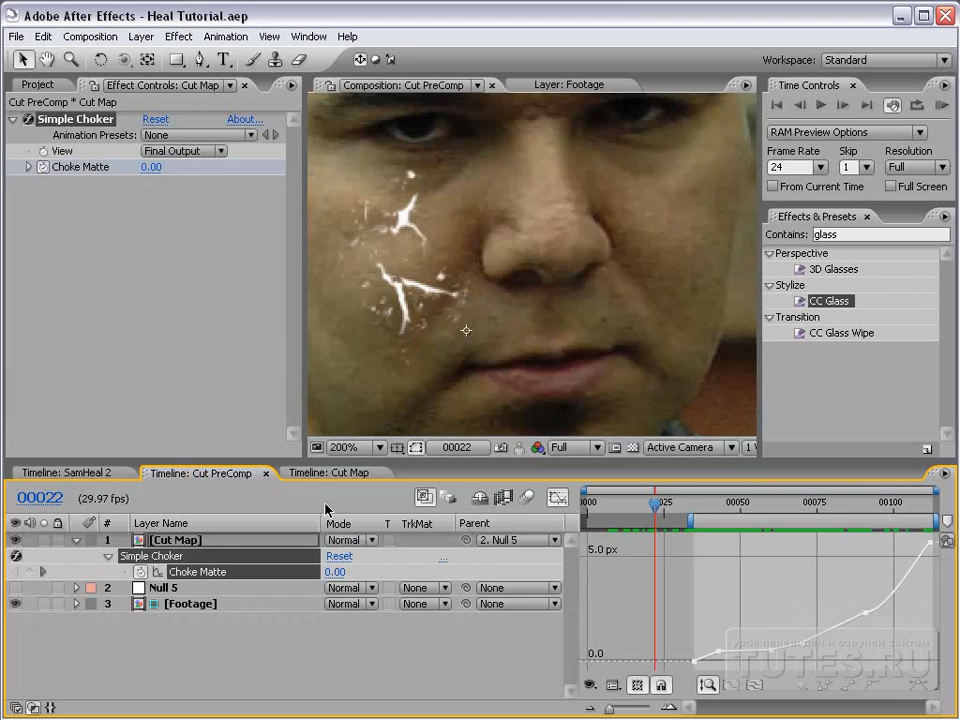 Adobe After Effects - Heal Tutorial.aep
File Edit Composition Layer Effect Animation View Window Help
Workspace: Standard
Project Effect Controls: Cut Map
Composition: Cut PreComp Layer: Footage
Time Controls
Cut PreComp * Cut Map
Simple Choker Reset About...
Animation Presets: None
View Final Output
Choke Matte 0.00
RAM Preview Options
Frame Rate Skip Resolution
24 1 Full
From Current Time Full Screen
Effects & Presets
Contains: glass
Perspective
3D Glasses
Stylize
CC Glass
Transition
CC Glass Wipe
200% 00022 Full Active Camera 1
Timeline: SamHeal 2 Timeline: Cut PreComp Timeline: Cut Map
00022 (29.97 fps)
0000 00025 00050 00075 00100
# Layer Name Mode T TrkMat Parent
1 [Cut Map] Normal 2. Null 5
Simple Choker Reset ...
Choke Matte 0.00
2 Null 5 Normal None None
3 [Footage] Normal None None
5.0 px
0.0
урок переведен и озвучен сайтом
TUTES.RU